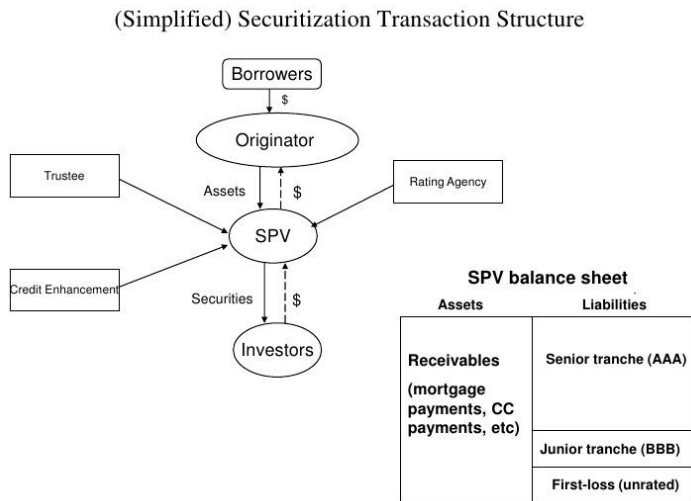 (Simplified) Securitization Transaction Structure
Borrowers
$
Originator
Trustee
Assets
$
Rating Agency
SPV
Credit Enhancement
Securities
$
Investors
SPV balance sheet
Assets
Liabilities
Receivables
(mortgage
payments, CC
payments, etc)
Senior tranche (AAA)
Junior tranche (BBB)
First-loss (unrated)